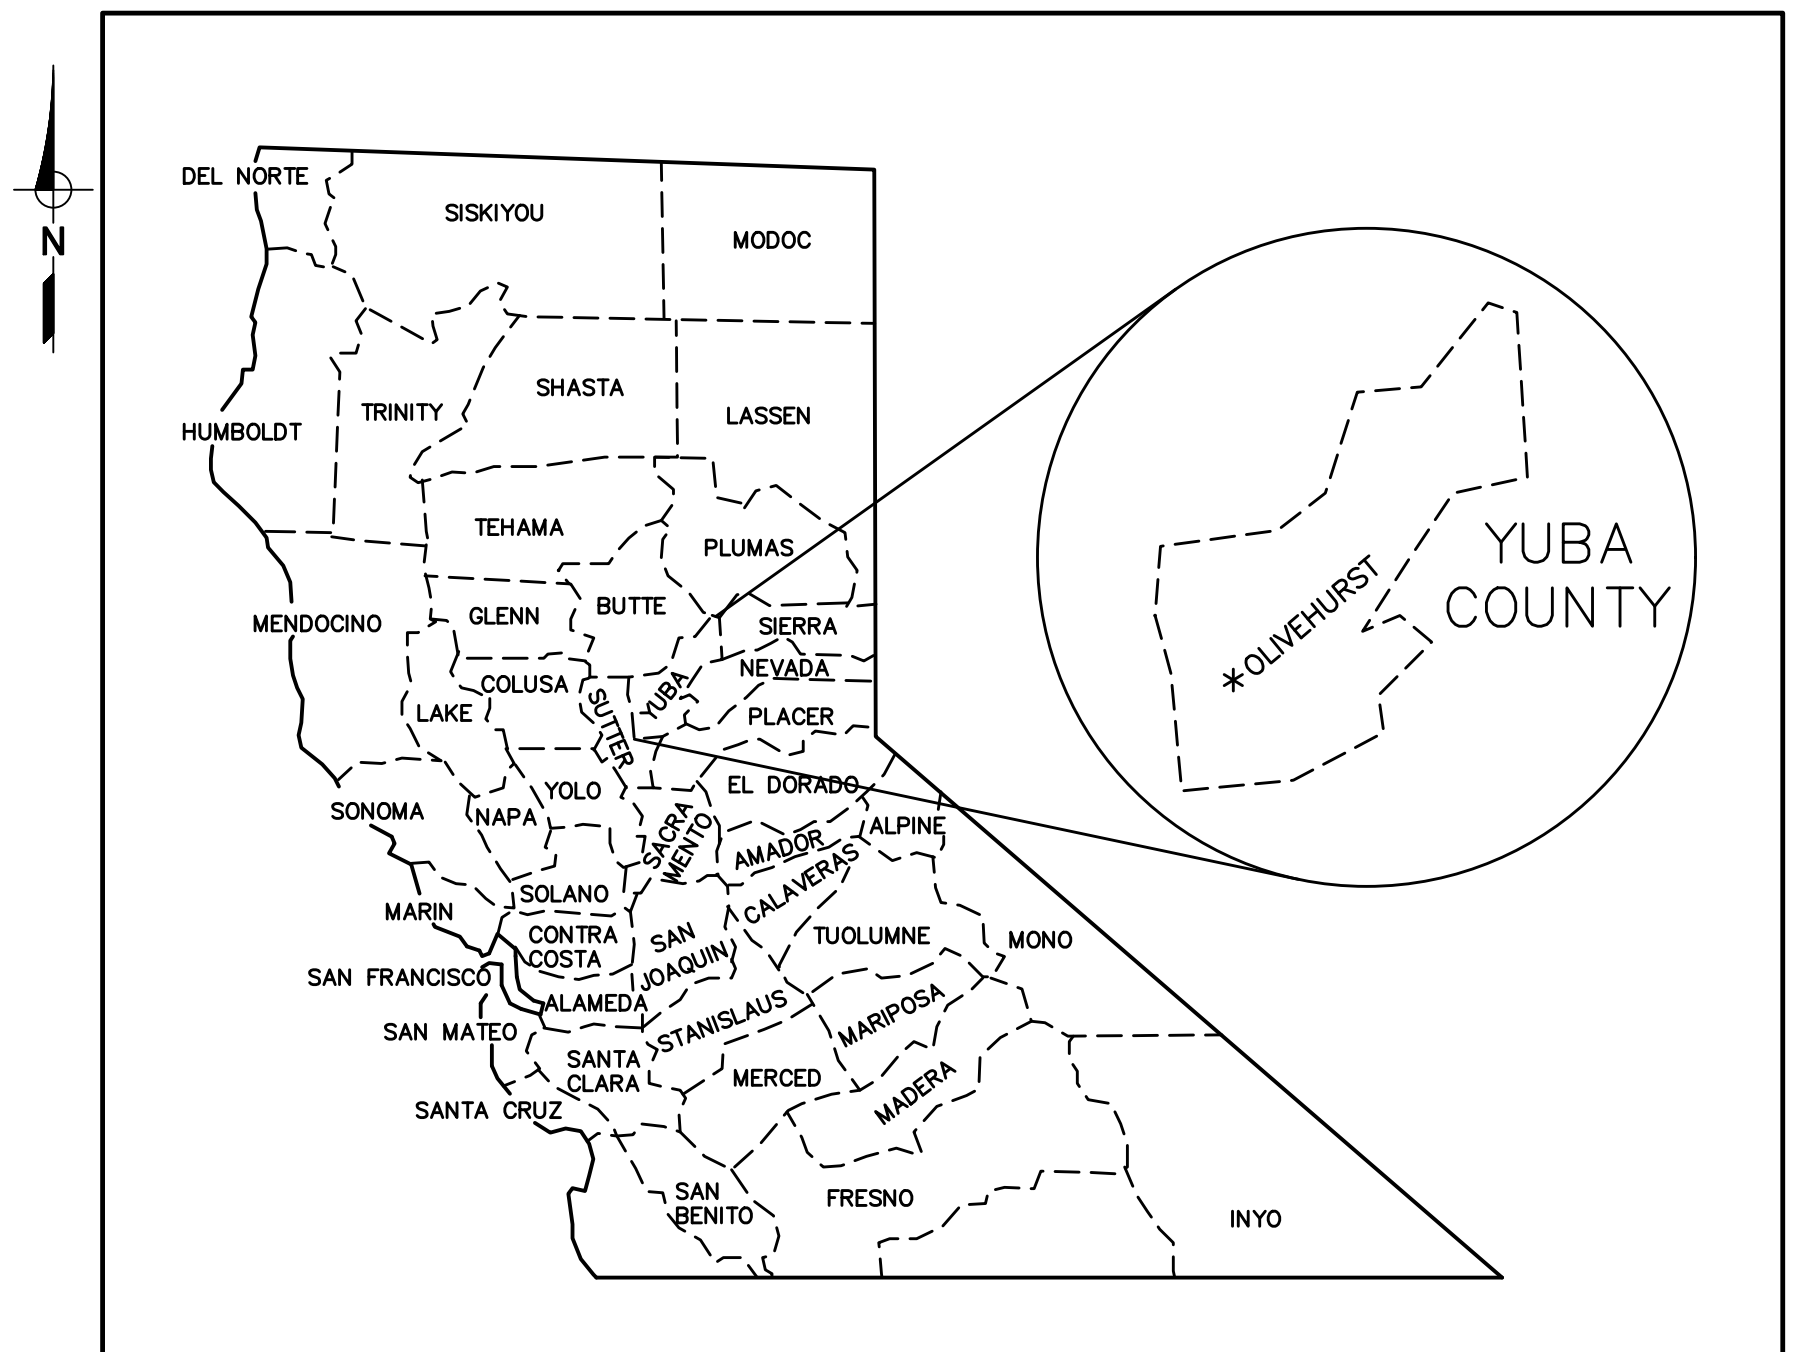 DEL NORTE
SISKIYOU
MODOC
N
SHASTA
TRINITY
LASSEN
HUMBOLDT
TEHAMA
PLUMAS
BUTTE
GLENN
MENDOCINO
SIERRA
NEVADA
COLUSA
YUBA
SUTTER
LAKE
PLACER
EL DORADO
YOLO
SONOMA
NAPA
SACRA
MENTO
ALPINE
AMADOR
CALAVERAS
SOLANO
MARIN
CONTRA
COSTA
SAN
JOAQUIN
TUOLUMNE
MONO
SAN FRANCISCO
ALAMEDA
STANISLAUS
MARIPOSA
SAN MATEO
SANTA
CLARA
MERCED
MADERA
SANTA CRUZ
SAN
BENITO
FRESNO
INYO
YUBA
COUNTY
*OLIVEHURST